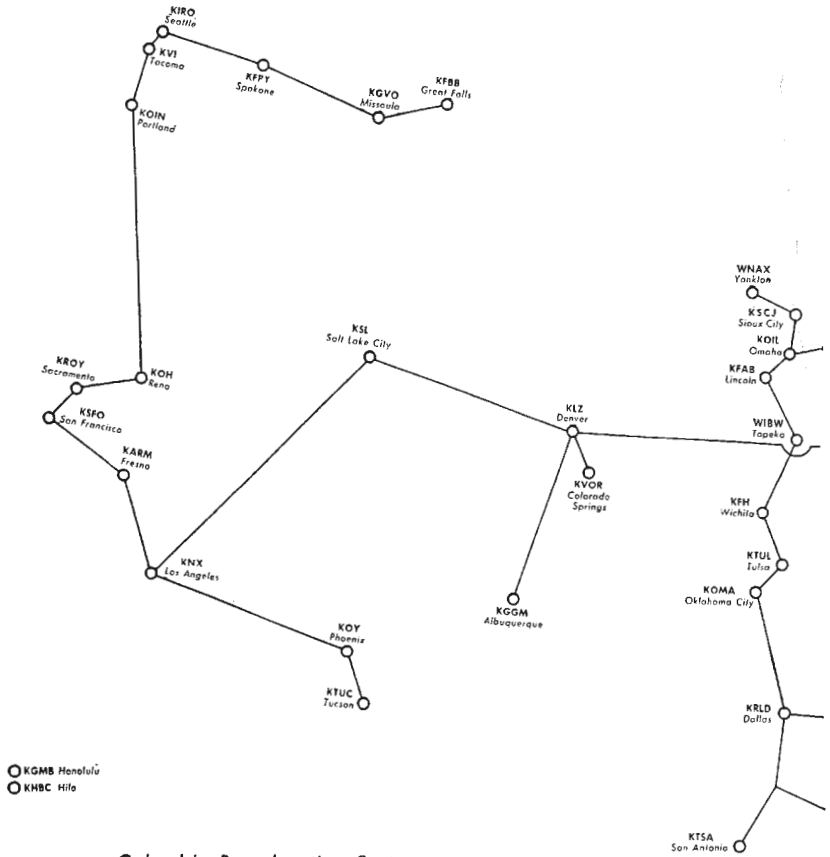 KIRO
Seattle
KVI
Tacoma
KFPY
Spokane
KGVO
Missoula
KFBB
Great Falls
KOIN
Portland
WNAX
Yankton
KSCJ
Sioux City
KOIL
Omaha
KFAB
Lincoln
KSL
Salt Lake City
KROY
Sacramento
KOH
Reno
KSFO
San Francisco
KLZ
Denver
WIBW
Topeka
KARM
Fresno
KVOR
Colorado
Springs
KFH
Wichita
KNX
Los Angeles
KTUL
Tulsa
KOMA
Oklahoma City
KGGM
Albuquerque
KOY
Phoenix
KTUC
Tucson
KRLD
Dallas
KGMB Honolulu
KHBC Hilo
KTSA
San Antonio